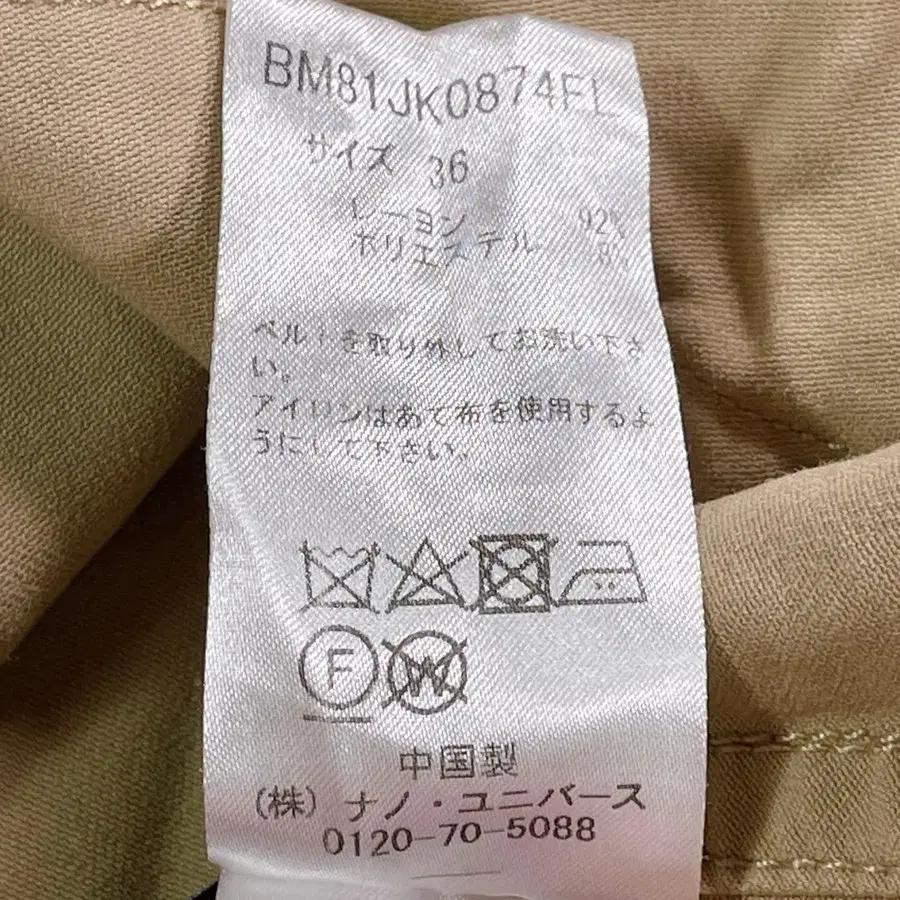 BM81JK0874FL
サイズ 36
レーヨン 92%
ポリエステル 8%
ベルトを取り外してお洗い下さ
い。
アイロンはあて布を使用するよ
うにして下さい。
F W
中国製
(株) ナノ・ユニバース
0120-70-5088